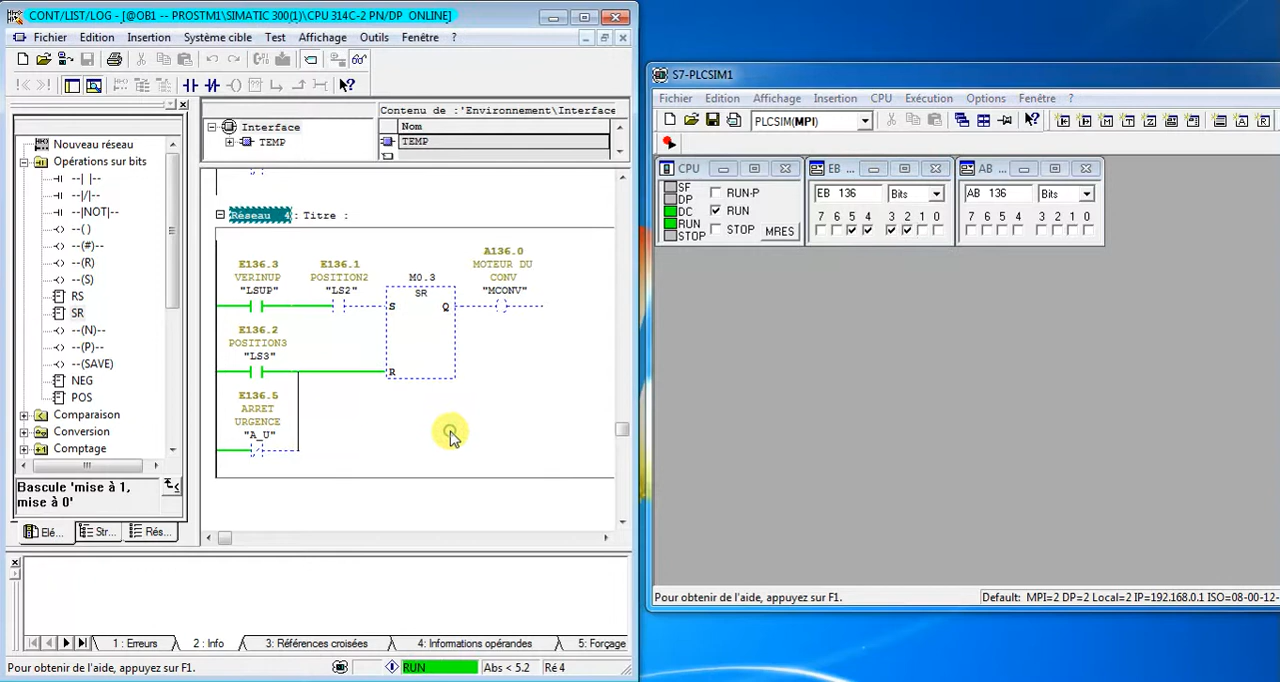 CONT/LIST/LOG - [@OB1 -- PROSTM1\SIMATIC 300(1)\CPU 314C-2 PN/DP ONLINE]
Fichier Edition Insertion Système cible Test Affichage Outils Fenêtre ?
Contenu de :'Environnement\Interface
Interface
TEMP
Nom
TEMP
Nouveau réseau
Opérations sur bits
--| |--
--|/|--
--|NOT|--
--( )
--(#)--
--(R)
--(S)
RS
SR
--(N)--
--(P)--
--(SAVE)
NEG
POS
Comparaison
Conversion
Comptage
Bascule 'mise à 1,
mise à 0'
Elé...
Str...
Rés...
Réseau 4 : Titre :
E136.3
VERINUP
"LSUP"
E136.1
POSITION2
"LS2"
M0.3
SR
S
Q
R
A136.0
MOTEUR DU
CONV
"MCONV"
E136.2
POSITION3
"LS3"
E136.5
ARRET
URGENCE
"A_U"
1 : Erreurs
2 : Info
3: Références croisées
4: Informations opérandes
5: Forçage
Pour obtenir de l'aide, appuyez sur F1.
RUN
Abs < 5.2
Ré 4
S7-PLCSIM1
Fichier Edition Affichage Insertion CPU Exécution Options Fenêtre ?
PLCSIM(MPI)
CPU
SF
DP
DC
RUN
STOP
RUN-P
RUN
STOP
MRES
EB ...
EB 136
Bits
7 6 5 4 3 2 1 0
AB ...
AB 136
Bits
7 6 5 4 3 2 1 0
Pour obtenir de l'aide, appuyez sur F1.
Default: MPI=2 DP=2 Local=2 IP=192.168.0.1 ISO=08-00-12-